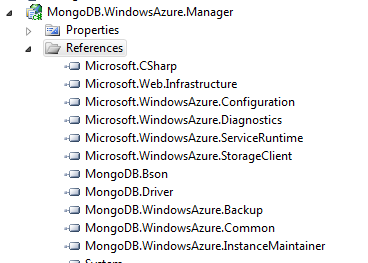 MongoDB.WindowsAzure.Manager
Properties
References
Microsoft.CSharp
Microsoft.Web.Infrastructure
Microsoft.WindowsAzure.Configuration
Microsoft.WindowsAzure.Diagnostics
Microsoft.WindowsAzure.ServiceRuntime
Microsoft.WindowsAzure.StorageClient
MongoDB.Bson
MongoDB.Driver
MongoDB.WindowsAzure.Backup
MongoDB.WindowsAzure.Common
MongoDB.WindowsAzure.InstanceMaintainer